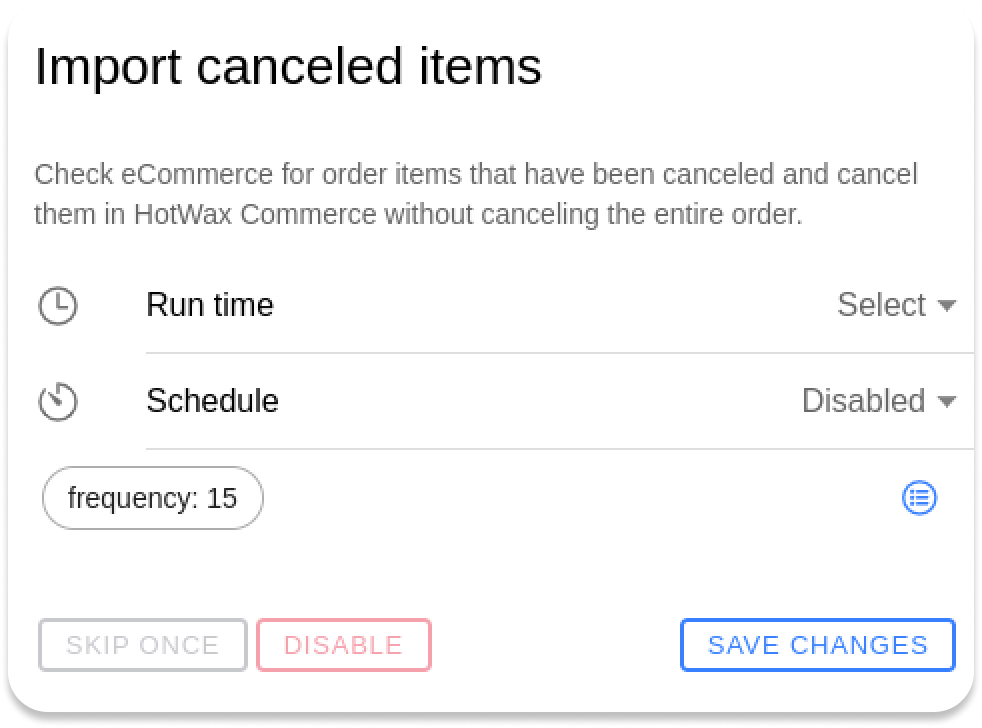 Import canceled items
Check eCommerce for order items that have been canceled and cancel
them in HotWax Commerce without canceling the entire order.
Run time Select
Schedule Disabled
frequency: 15
SKIP ONCE DISABLE SAVE CHANGES